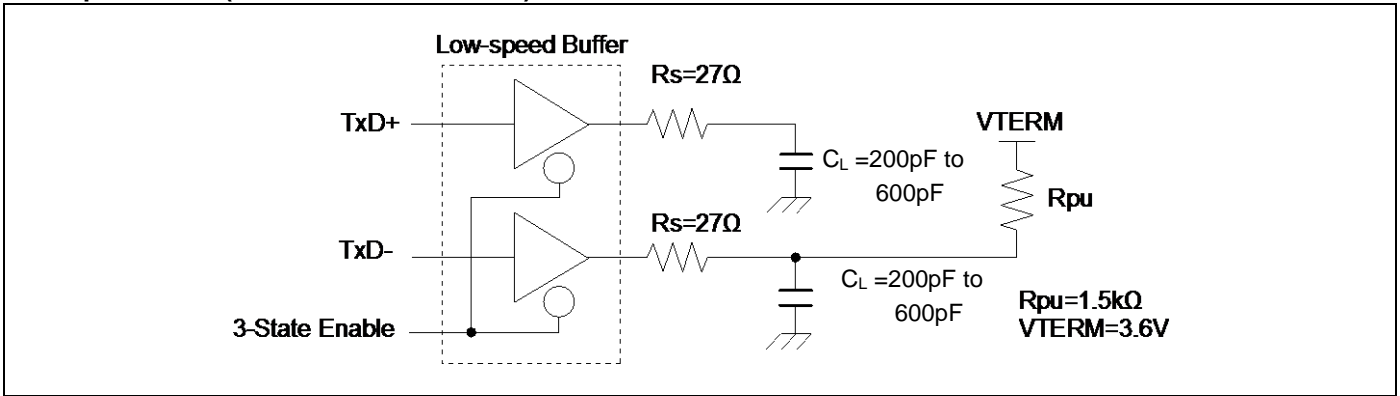 Low-speed Buffer
Rs=27Ω
TxD+
VTERM
CL =200pF to
600pF
Rpu
Rs=27Ω
TxD-
CL =200pF to
600pF
Rpu=1.5kΩ
VTERM=3.6V
3-State Enable